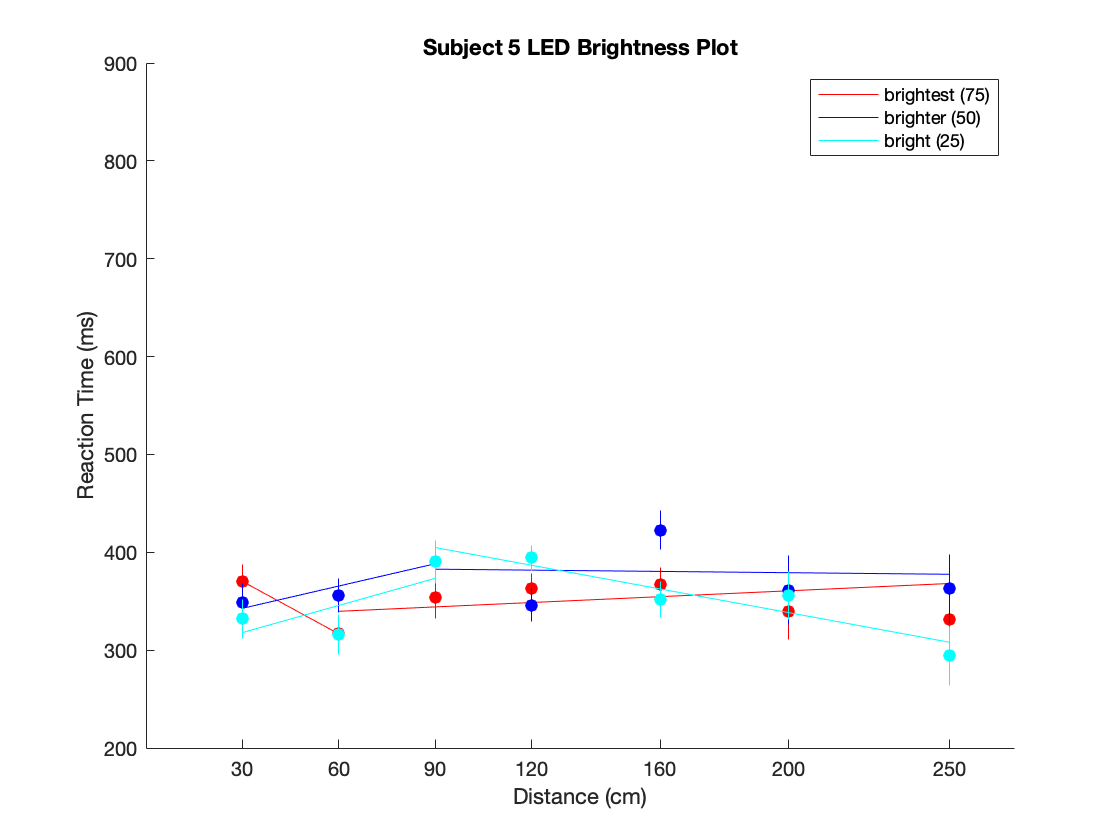 Subject 5 LED Brightness Plot
brightest (75)
brighter (50)
bright (25)
900
800
700
600
500
400
300
200
Reaction Time (ms)
30 60 90 120 160 200 250
Distance (cm)